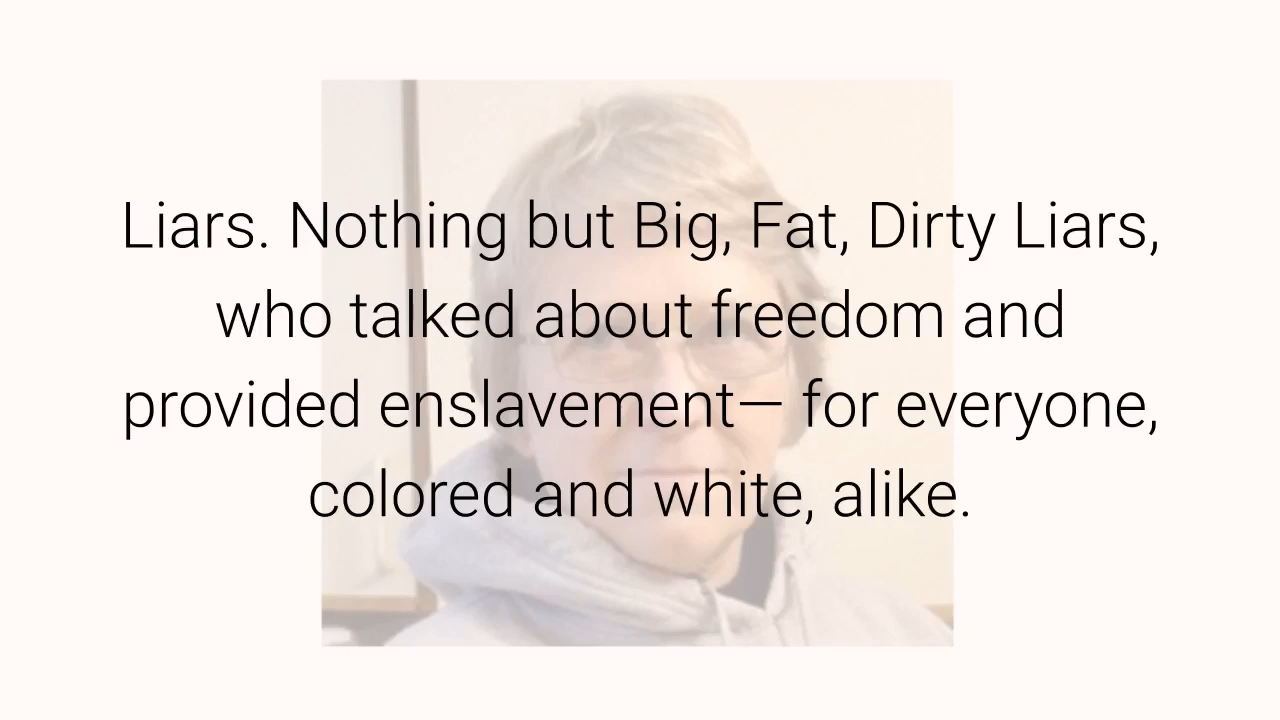 Liars. Nothing but Big, Fat, Dirty Liars,
who talked about freedom and
provided enslavement— for everyone,
colored and white, alike.